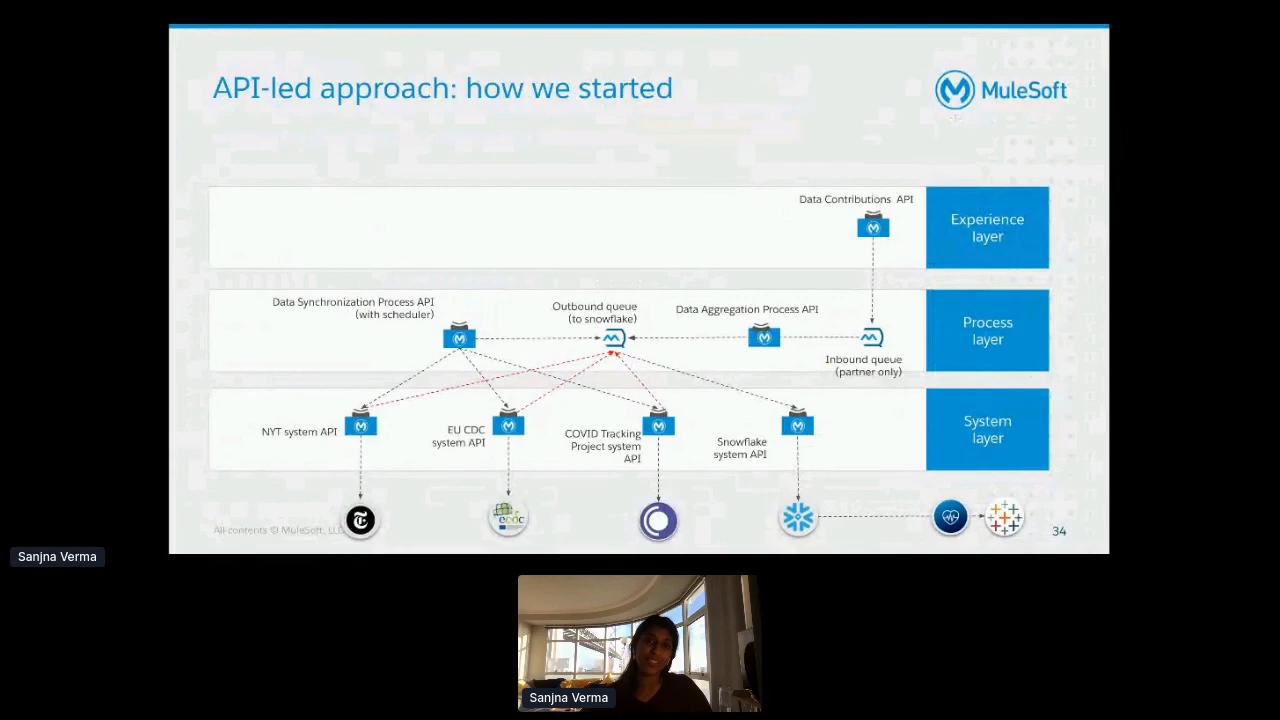 API-led approach: how we started
MuleSoft
Data Contributions API
Experience
layer
Data Synchronization Process API
(with scheduler)
Outbound queue
(to snowflake)
Data Aggregation Process API
Inbound queue
(partner only)
Process
layer
NYT system API
EU CDC
system API
COVID Tracking
Project system
API
Snowflake
system API
System
layer
ecdc
All contents © MuleSoft, LLC
34
Sanjna Verma
Sanjna Verma